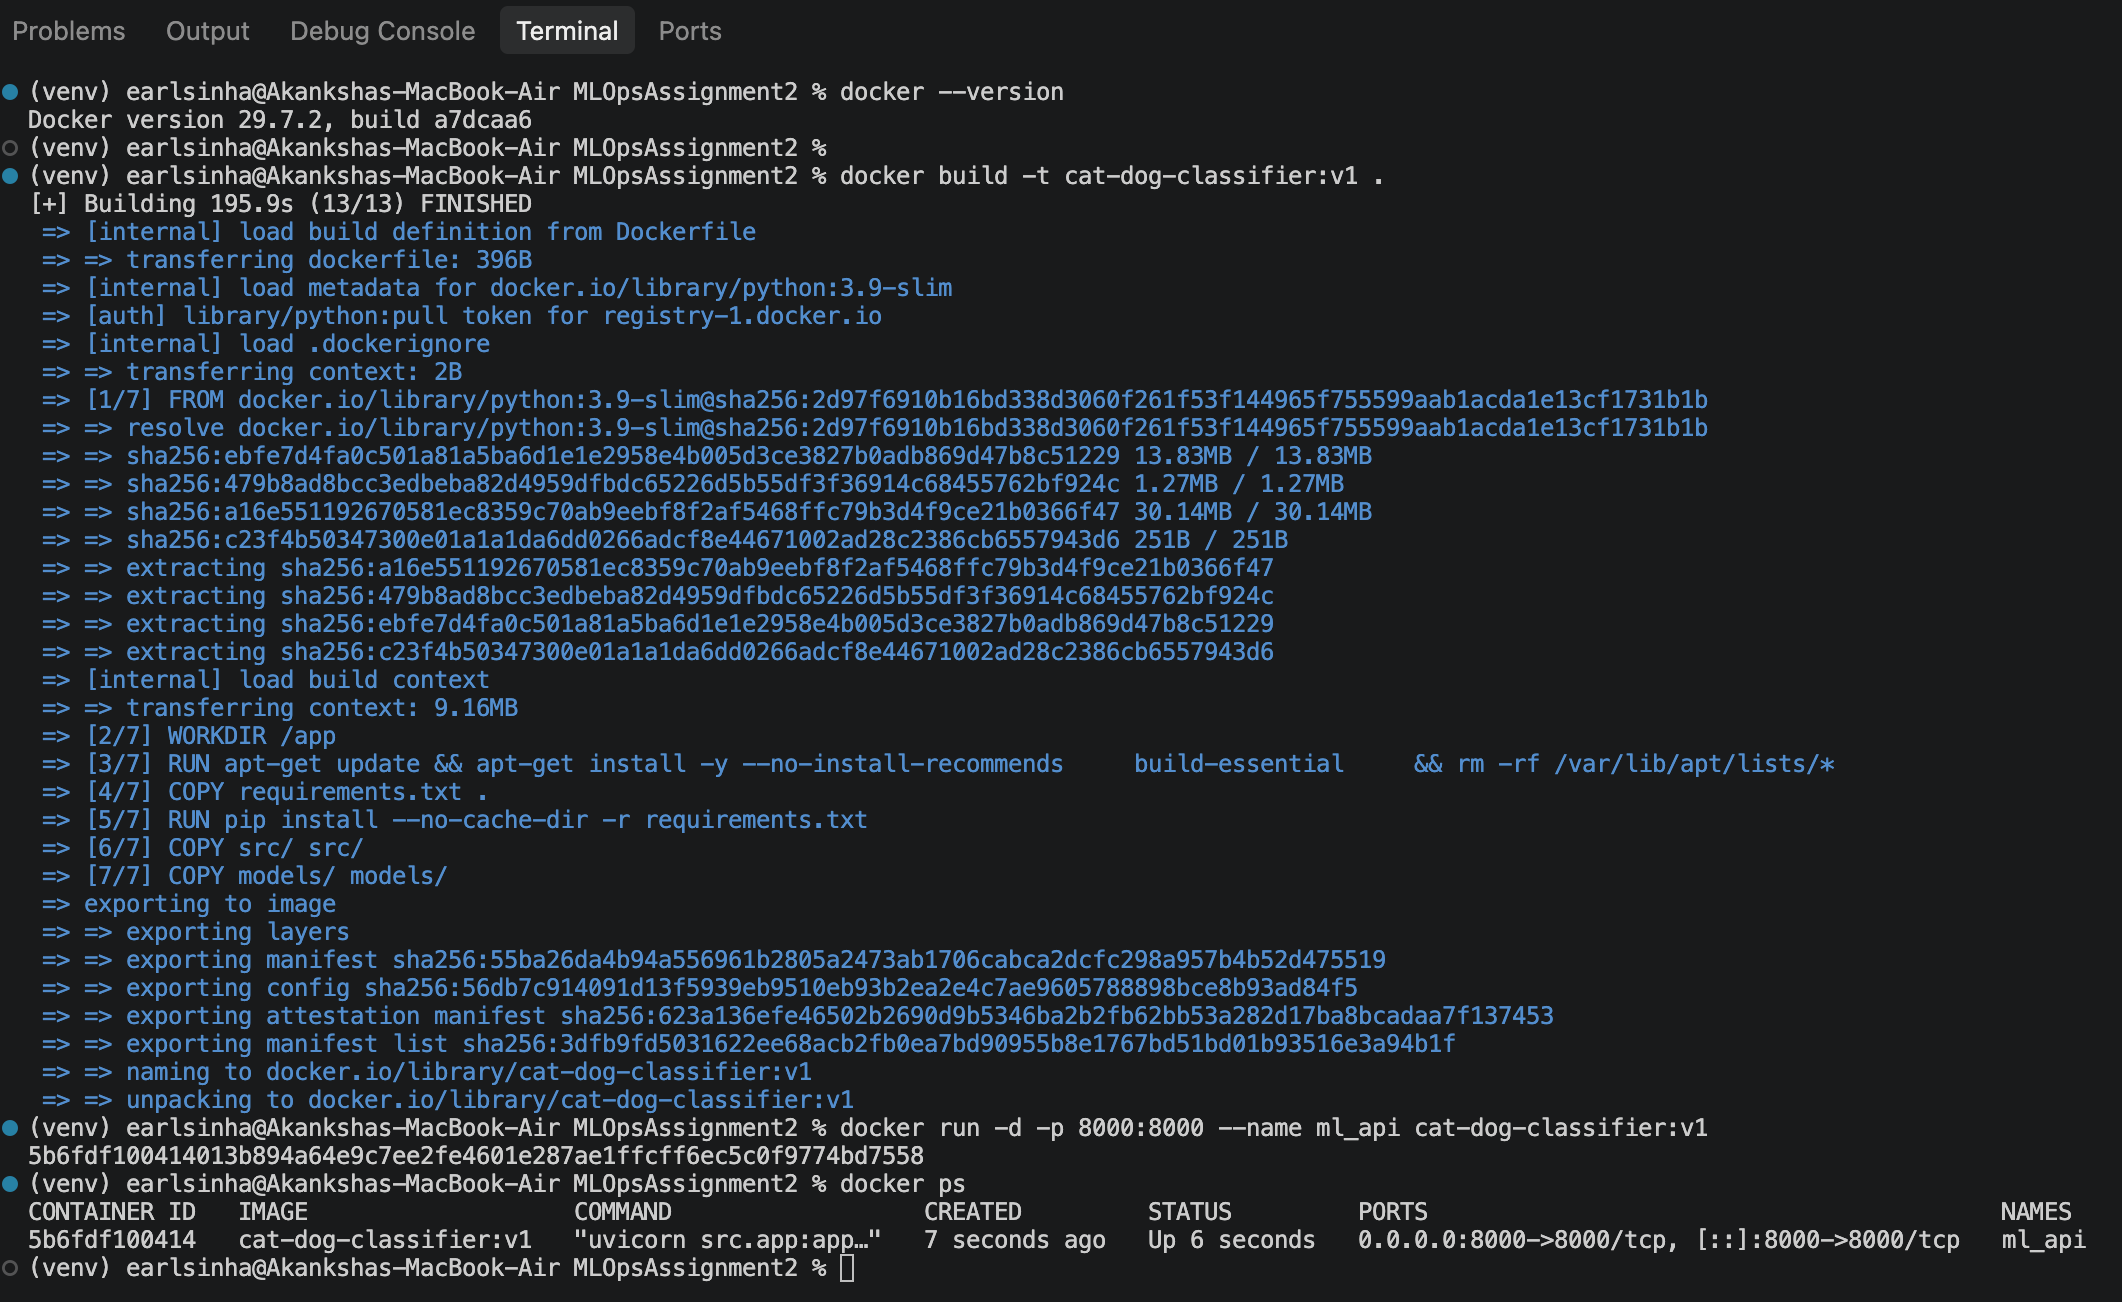 Problems Output Debug Console Terminal Ports
(venv) earlsinha@Akankshas-MacBook-Air MLOpsAssignment2 % docker --version
Docker version 29.7.2, build a7dcaa6
(venv) earlsinha@Akankshas-MacBook-Air MLOpsAssignment2 %
(venv) earlsinha@Akankshas-MacBook-Air MLOpsAssignment2 % docker build -t cat-dog-classifier:v1 .
[+] Building 195.9s (13/13) FINISHED
=> [internal] load build definition from Dockerfile
=> => transferring dockerfile: 396B
=> [internal] load metadata for docker.io/library/python:3.9-slim
=> [auth] library/python:pull token for registry-1.docker.io
=> [internal] load .dockerignore
=> => transferring context: 2B
=> [1/7] FROM docker.io/library/python:3.9-slim@sha256:2d97f6910b16bd338d3060f261f53f144965f755599aab1acda1e13cf1731b1b
=> => resolve docker.io/library/python:3.9-slim@sha256:2d97f6910b16bd338d3060f261f53f144965f755599aab1acda1e13cf1731b1b
=> => sha256:ebfe7d4fa0c501a81a5ba6d1e1e2958e4b005d3ce3827b0adb869d47b8c51229 13.83MB / 13.83MB
=> => sha256:479b8ad8bcc3edbeba82d4959dfbdc65226d5b55df3f36914c68455762bf924c 1.27MB / 1.27MB
=> => sha256:a16e551192670581ec8359c70ab9eebf8f2af5468ffc79b3d4f9ce21b0366f47 30.14MB / 30.14MB
=> => sha256:c23f4b50347300e01a1a1da6dd0266adcf8e44671002ad28c2386cb6557943d6 251B / 251B
=> => extracting sha256:a16e551192670581ec8359c70ab9eebf8f2af5468ffc79b3d4f9ce21b0366f47
=> => extracting sha256:479b8ad8bcc3edbeba82d4959dfbdc65226d5b55df3f36914c68455762bf924c
=> => extracting sha256:ebfe7d4fa0c501a81a5ba6d1e1e2958e4b005d3ce3827b0adb869d47b8c51229
=> => extracting sha256:c23f4b50347300e01a1a1da6dd0266adcf8e44671002ad28c2386cb6557943d6
=> [internal] load build context
=> => transferring context: 9.16MB
=> [2/7] WORKDIR /app
=> [3/7] RUN apt-get update && apt-get install -y --no-install-recommends     build-essential     && rm -rf /var/lib/apt/lists/*
=> [4/7] COPY requirements.txt .
=> [5/7] RUN pip install --no-cache-dir -r requirements.txt
=> [6/7] COPY src/ src/
=> [7/7] COPY models/ models/
=> exporting to image
=> => exporting layers
=> => exporting manifest sha256:55ba26da4b94a556961b2805a2473ab1706cabca2dcfc298a957b4b52d475519
=> => exporting config sha256:56db7c914091d13f5939eb9510eb93b2ea2e4c7ae9605788898bce8b93ad84f5
=> => exporting attestation manifest sha256:623a136efe46502b2690d9b5346ba2b2fb62bb53a282d17ba8bcadaa7f137453
=> => exporting manifest list sha256:3dfb9fd5031622ee68acb2fb0ea7bd90955b8e1767bd51bd01b93516e3a94b1f
=> => naming to docker.io/library/cat-dog-classifier:v1
=> => unpacking to docker.io/library/cat-dog-classifier:v1
(venv) earlsinha@Akankshas-MacBook-Air MLOpsAssignment2 % docker run -d -p 8000:8000 --name ml_api cat-dog-classifier:v1
5b6fdf100414013b894a64e9c7ee2fe4601e287ae1ffcff6ec5c0f9774bd7558
(venv) earlsinha@Akankshas-MacBook-Air MLOpsAssignment2 % docker ps
CONTAINER ID   IMAGE   COMMAND   CREATED   STATUS   PORTS   NAMES
5b6fdf100414   cat-dog-classifier:v1   "uvicorn src.app:app…"   7 seconds ago   Up 6 seconds   0.0.0.0:8000->8000/tcp, [::]:8000->8000/tcp   ml_api
(venv) earlsinha@Akankshas-MacBook-Air MLOpsAssignment2 %